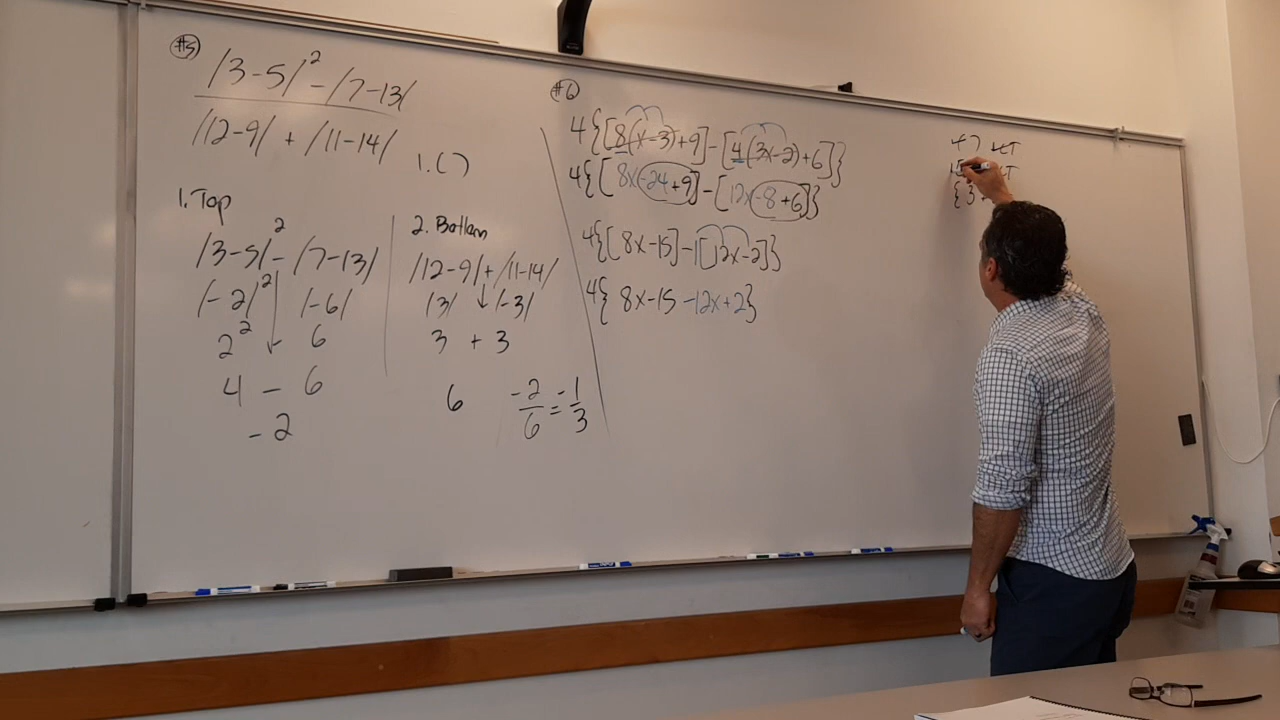 #5
/3-5/² - /7-13/
/12-9/ + /11-14/
1. ( )
1. Top
/3-5/² - /7-13/
/-2/² /-6/
2² 6
4 - 6
-2
2. Bottom
/12-9/ + /11-14/
/3/ /-3/
3 + 3
6
-2/6 = -1/3
#6
4{[8(x-3)+9]-[4(3x-2)+6]}
4{[8x-24+9]-[12x-8+6]}
4{[8x-15]-1[12x-2]}
4{8x-15-12x+2}